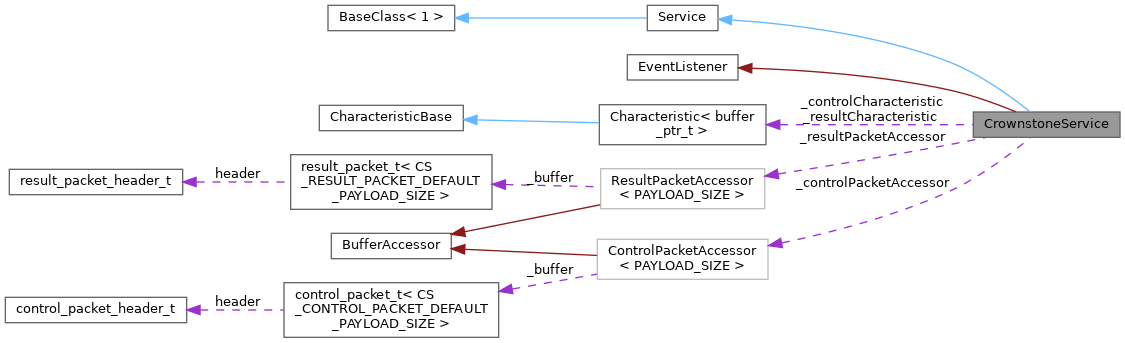 BaseClass< 1 >
Service
EventListener
_controlCharacteristic
_resultCharacteristic
CharacteristicBase
Characteristic< buffer
_ptr_t >
CrownstoneService
_resultPacketAccessor
result_packet_header_t
header
result_packet_t< CS
_RESULT_PACKET_DEFAULT
_PAYLOAD_SIZE >
_buffer
ResultPacketAccessor
< PAYLOAD_SIZE >
_controlPacketAccessor
BufferAccessor
ControlPacketAccessor
< PAYLOAD_SIZE >
_buffer
control_packet_header_t
header
control_packet_t< CS
_CONTROL_PACKET_DEFAULT
_PAYLOAD_SIZE >